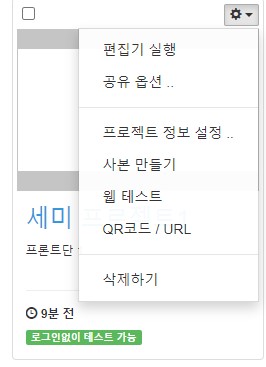 편집기 실행
공유 옵션 ..
프로젝트 정보 설정 ..
사본 만들기
웹 테스트
QR코드 / URL
삭제하기
세미
프론트단
9분 전
로그인없이 테스트 가능